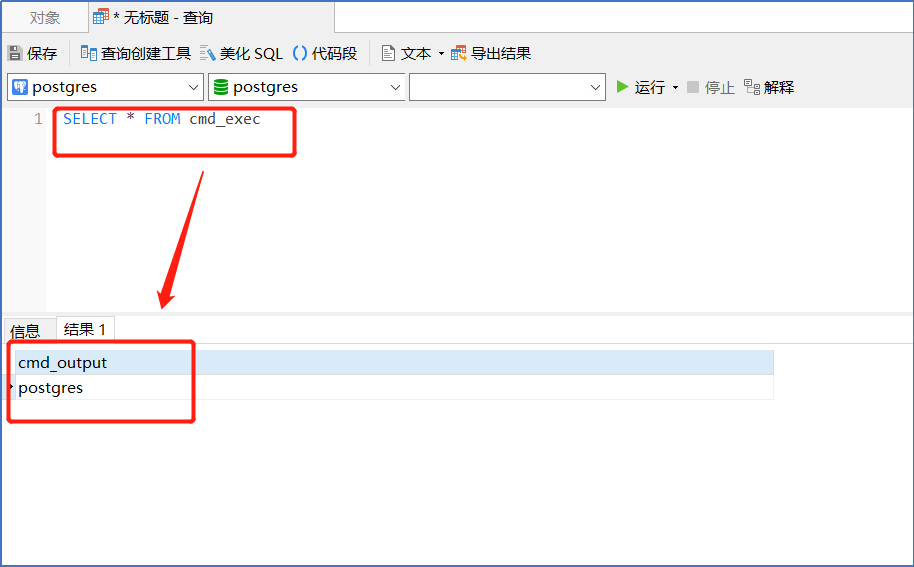 对象 * 无标题 - 查询
保存 查询创建工具 美化 SQL () 代码段 文本 导出结果
postgres postgres 运行 停止 解释
1 SELECT * FROM cmd_exec
信息 结果 1
cmd_output
postgres